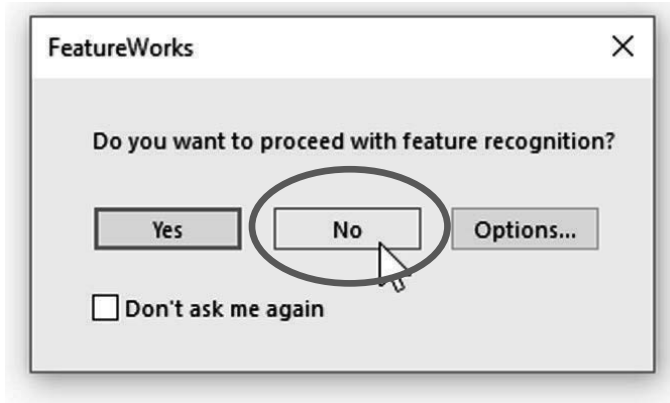 FeatureWorks
Do you want to proceed with feature recognition?
Yes No Options...
Don't ask me again